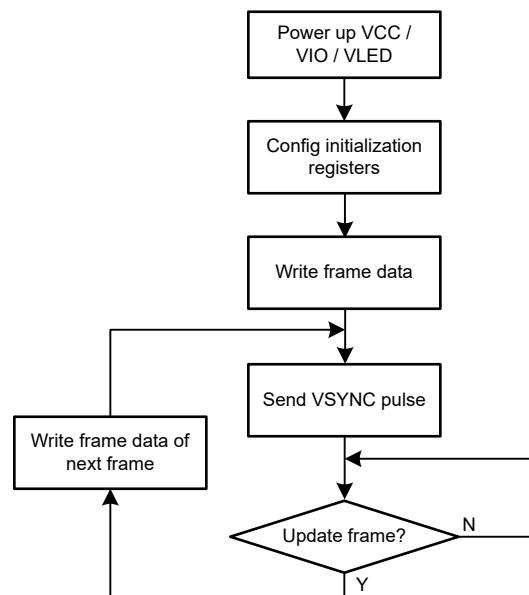 Power up VCC /
VIO / VLED
Config initialization
registers
Write frame data
Send VSYNC pulse
Write frame data of
next frame
Update frame?
N
Y